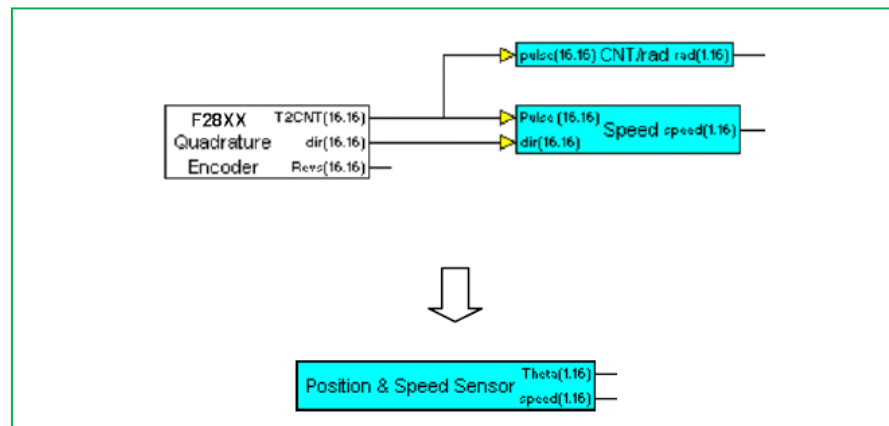 pulse(16.16) CNT/rad rad(1.16)
F28XX T2CNT(16.16)
Quadrature dir(16.16)
Encoder Revs(16.16)
Pulse(16.16)
dir(16.16)
Speed speed(1.16)
Position & Speed Sensor
Theta(1.16)
speed(1.16)